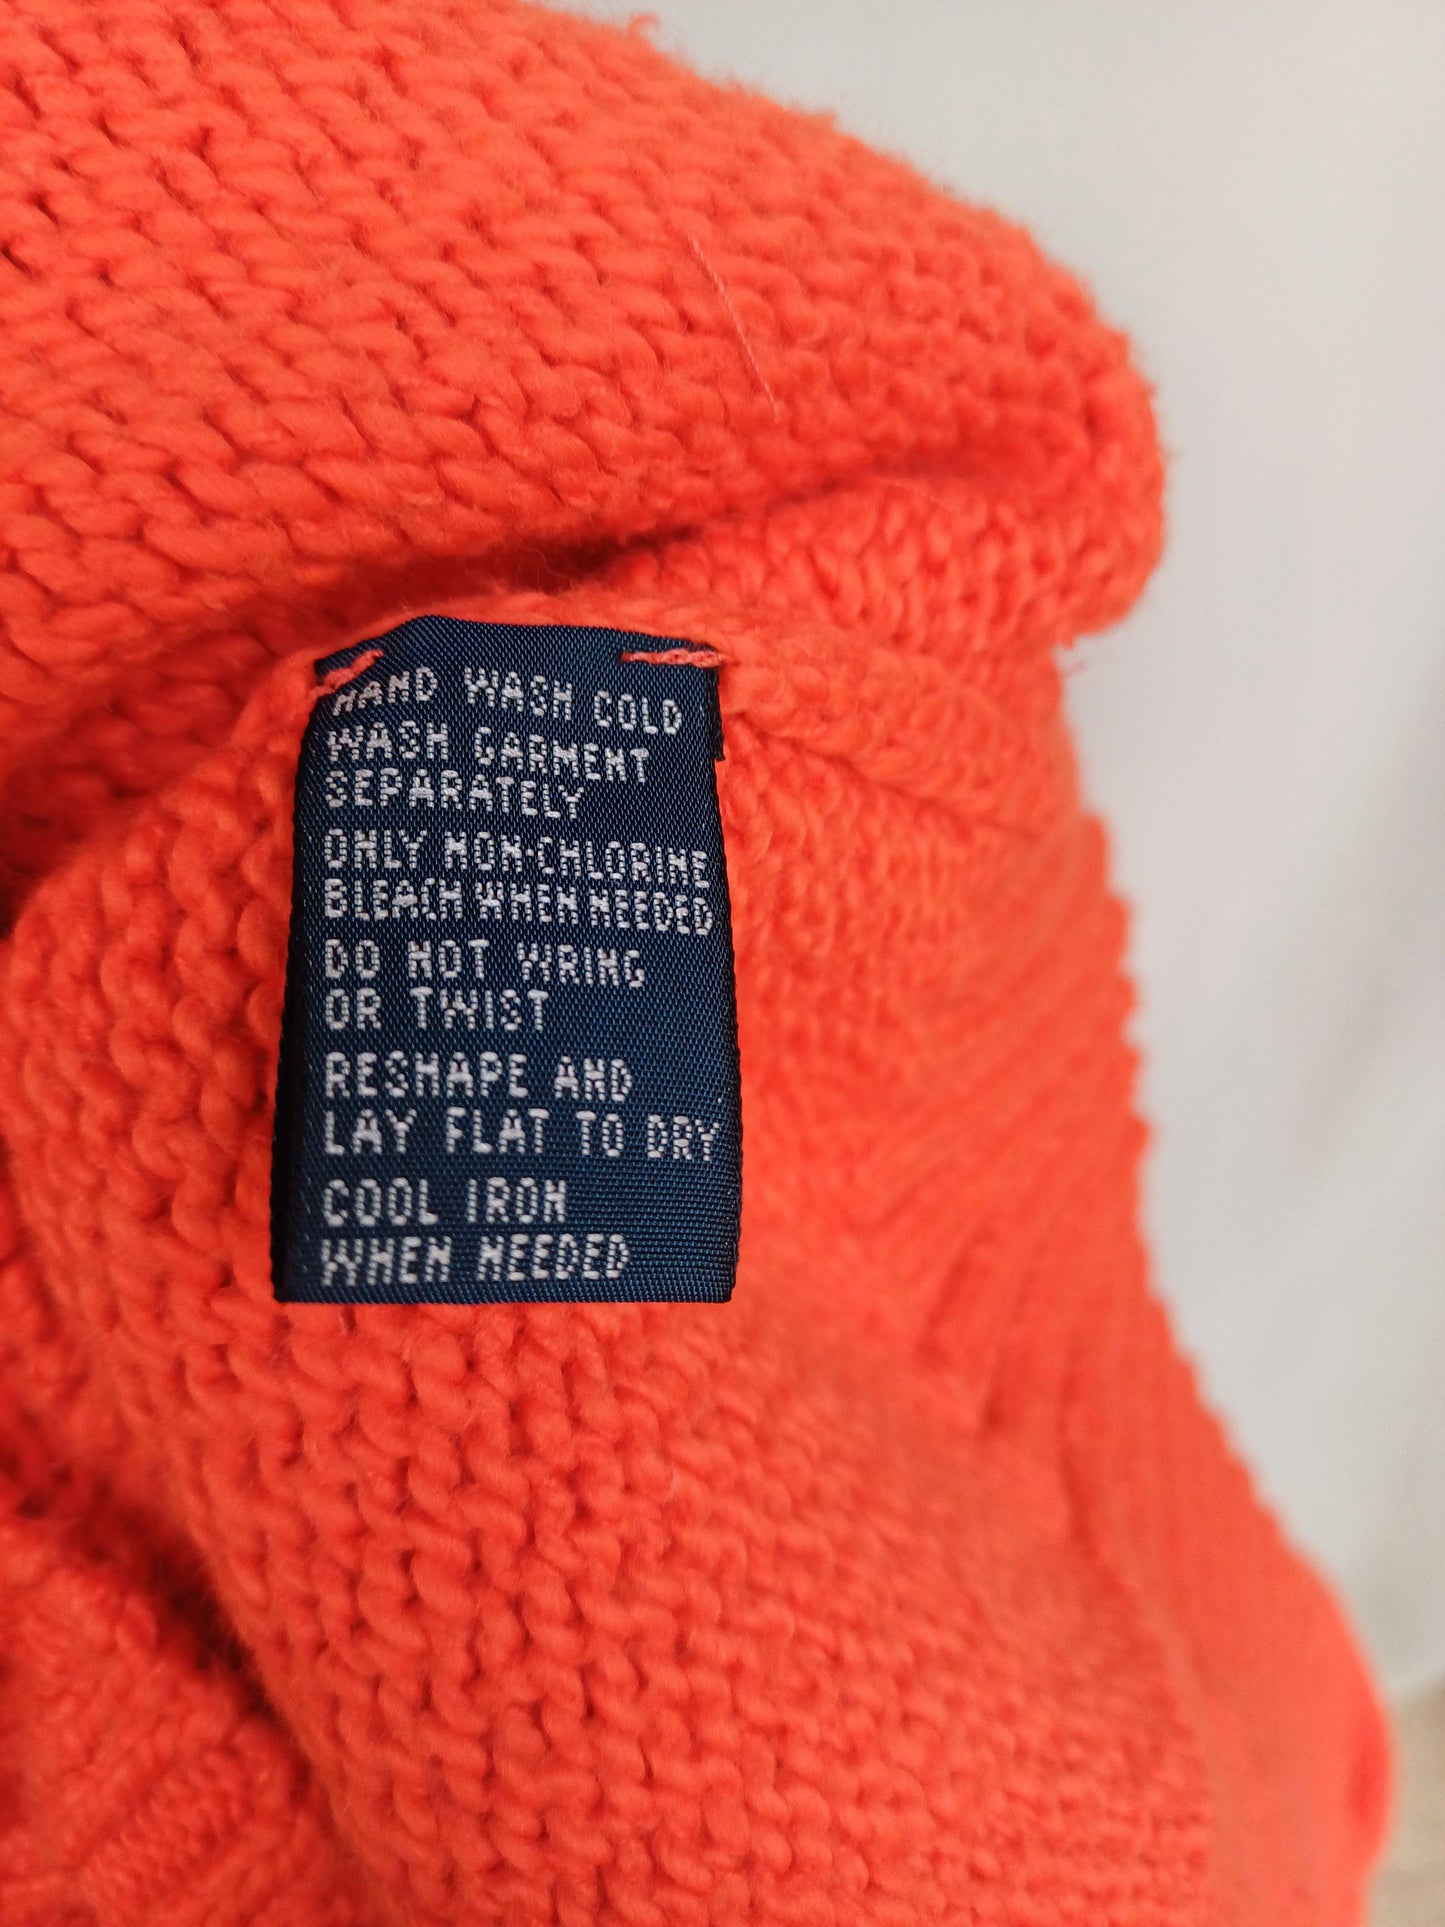 HAND WASH COLD
WASH GARMENT
SEPARATELY
ONLY NON-CHLORINE
BLEACH WHEN NEEDED
DO NOT WRING
OR TWIST
RESHAPE AND
LAY FLAT TO DRY
COOL IRON
WHEN NEEDED